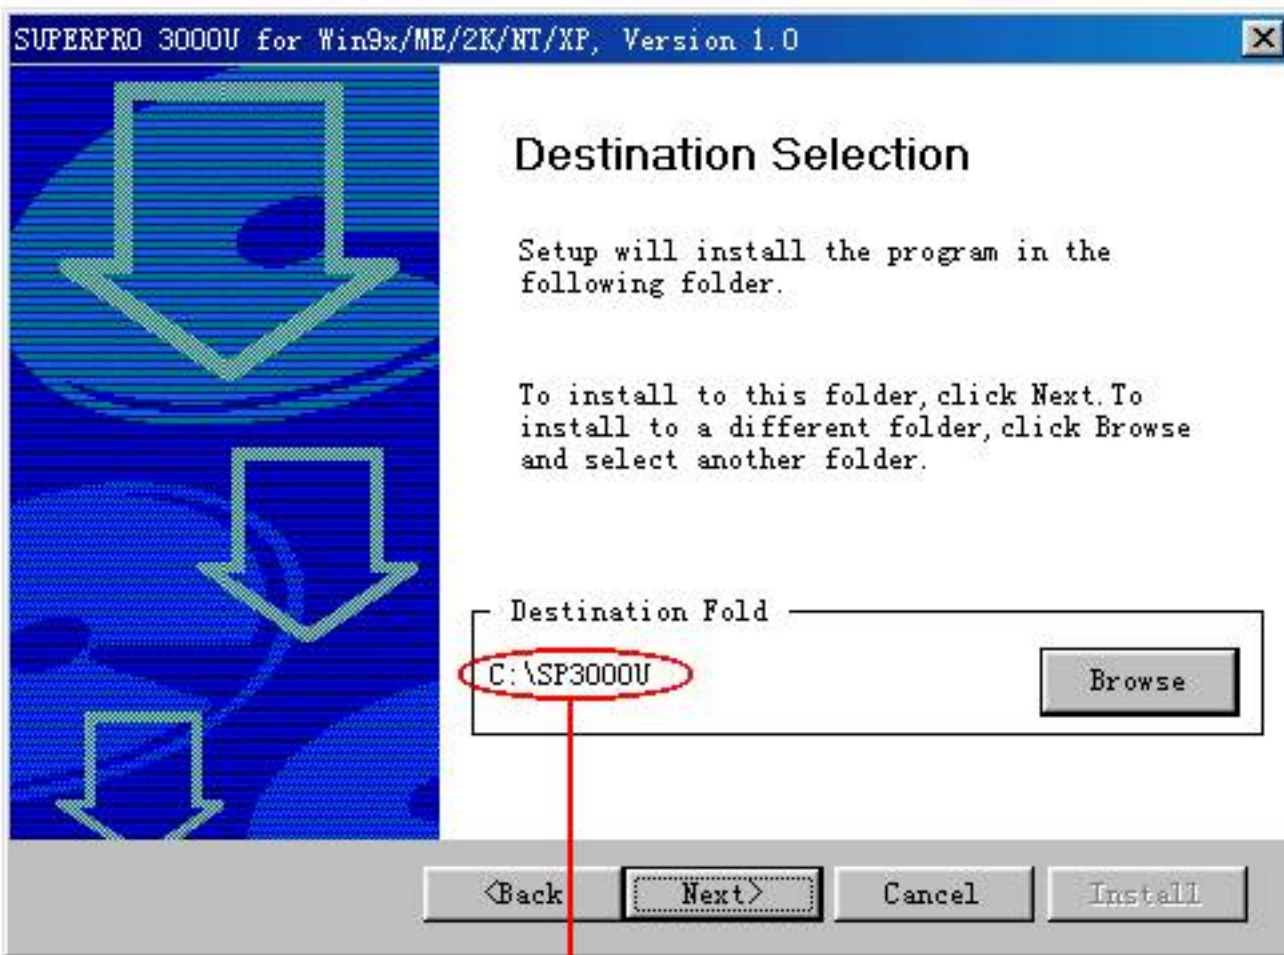 SUPERPRO 3000U for Win9x/ME/2K/NT/XP, Version 1.0
Destination Selection
Setup will install the program in the
following folder.
To install to this folder,click Next.To
install to a different folder,click Browse
and select another folder.
Destination Fold
C:\SP3000U
Browse
<Back
Next>
Cancel
Install